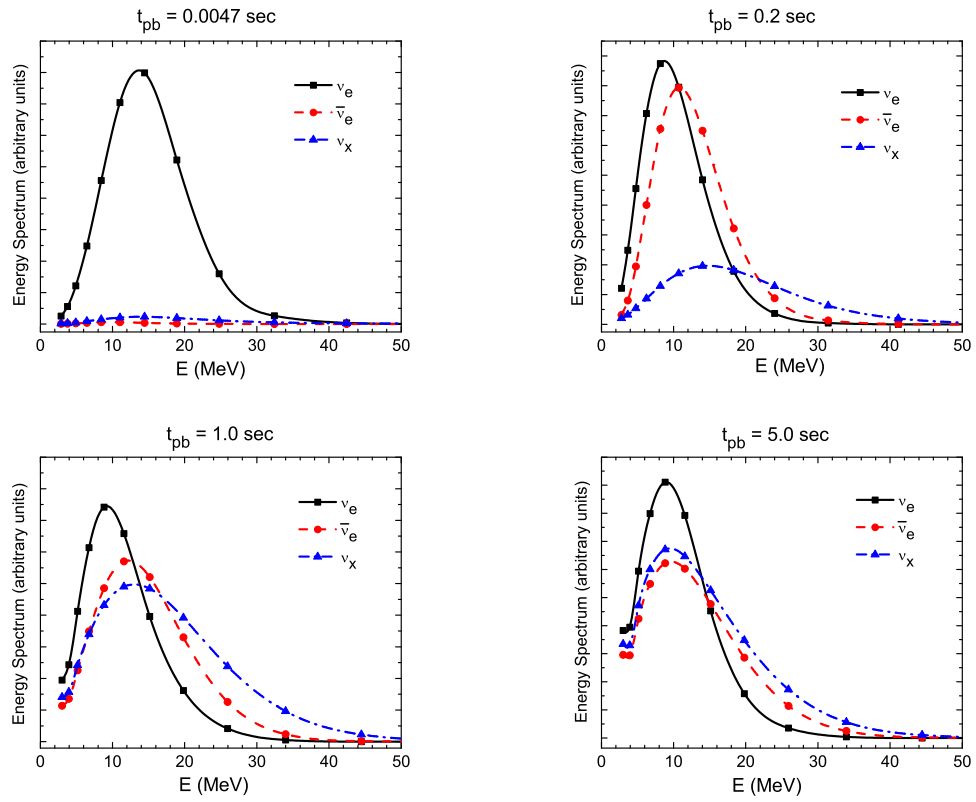 t_pb = 0.0047 sec
Energy Spectrum (arbitrary units)
ν_e
ν̅_e
ν_x
0 10 20 30 40 50
E (MeV)
t_pb = 0.2 sec
Energy Spectrum (arbitrary units)
ν_e
ν̅_e
ν_x
0 10 20 30 40 50
E (MeV)
t_pb = 1.0 sec
Energy Spectrum (arbitrary units)
ν_e
ν̅_e
ν_x
0 10 20 30 40 50
E (MeV)
t_pb = 5.0 sec
Energy Spectrum (arbitrary units)
ν_e
ν̅_e
ν_x
0 10 20 30 40 50
E (MeV)